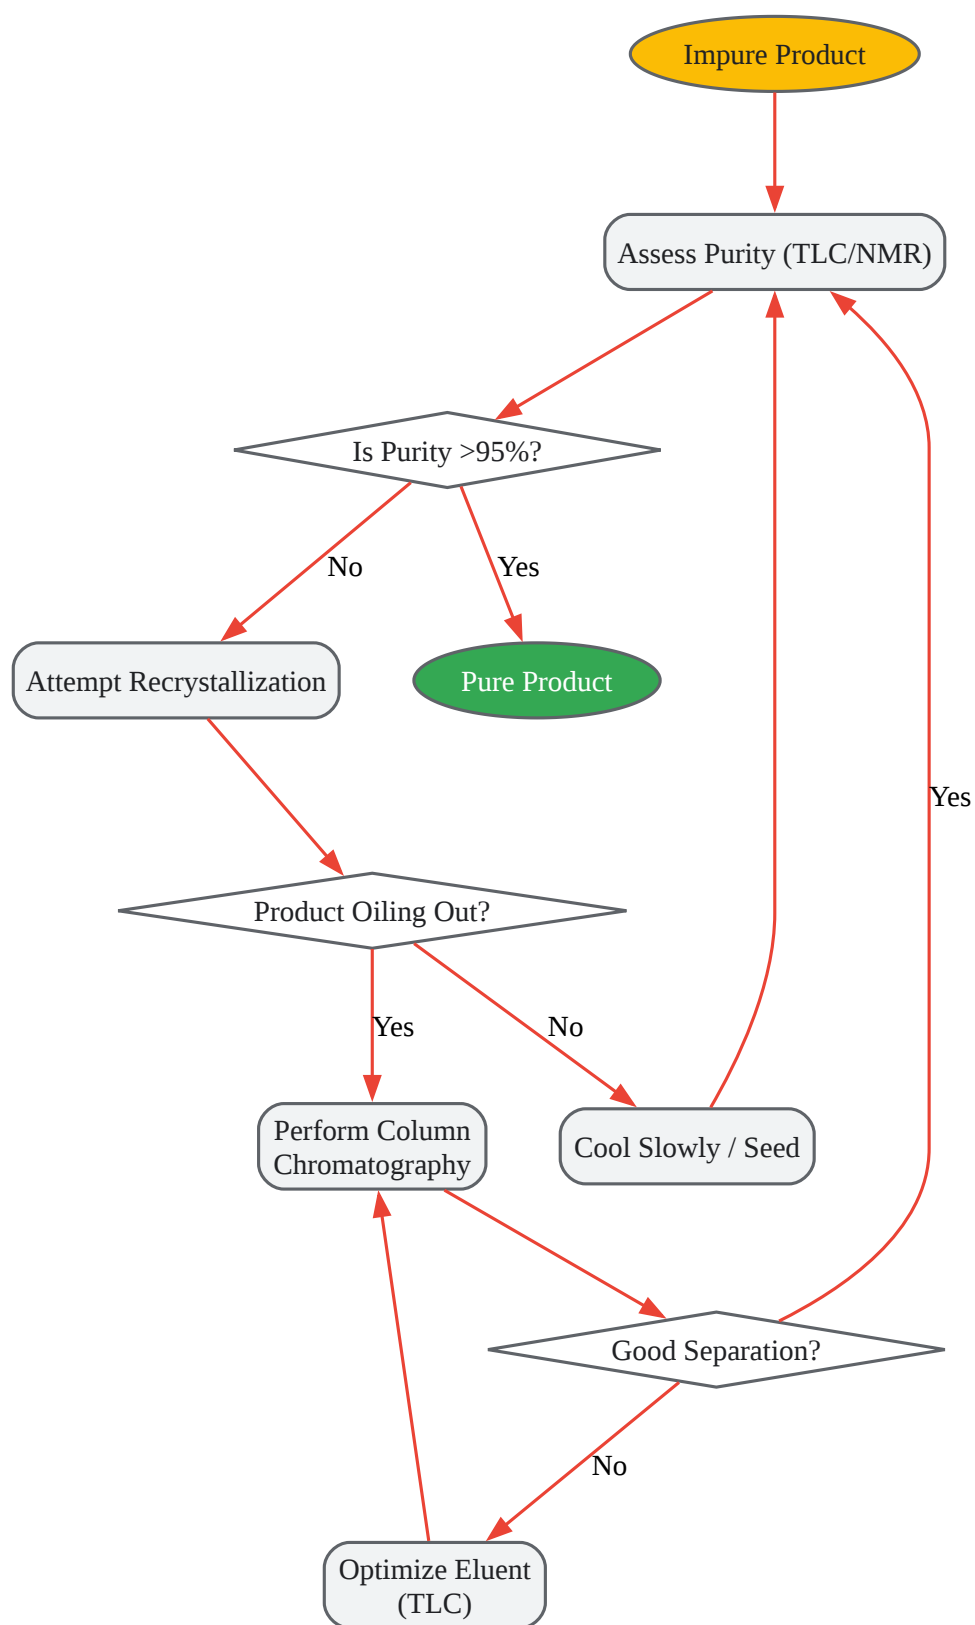 Impure Product
Assess Purity (TLC/NMR)
Is Purity >95%?
No
Yes
Attempt Recrystallization
Pure Product
Yes
Product Oiling Out?
Yes
No
Perform Column
Chromatography
Cool Slowly / Seed
Good Separation?
No
Optimize Eluent
(TLC)